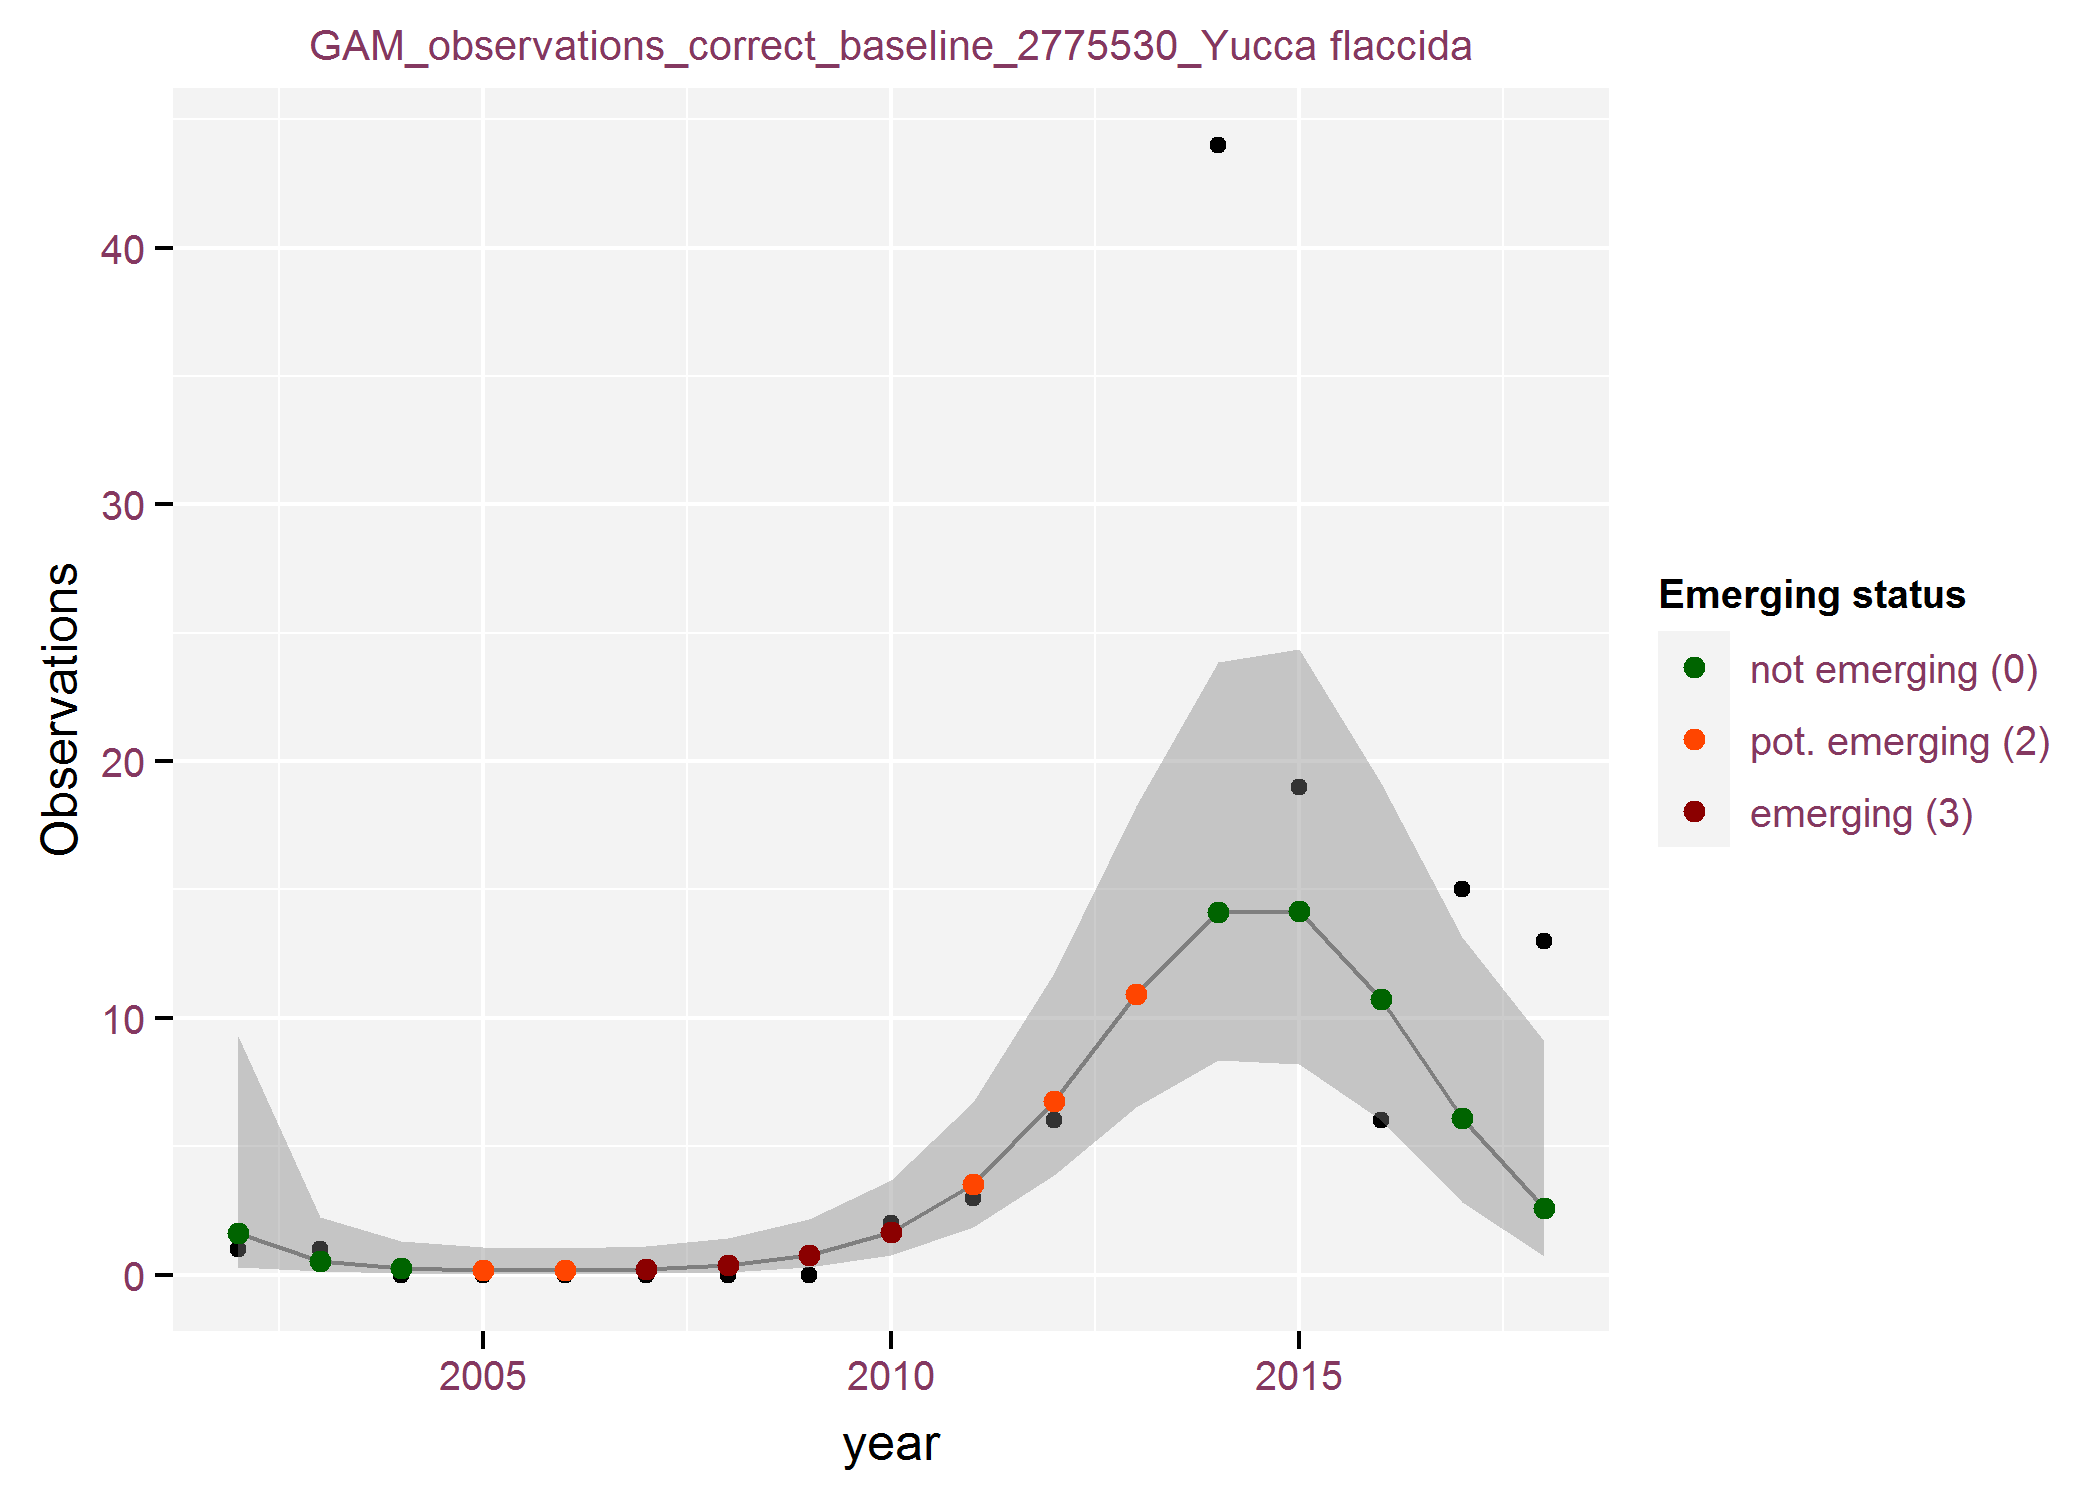 GAM_observations_correct_baseline_2775530_Yucca flaccida
Observations
40
30
20
10
0
2005 2010 2015
year
Emerging status
not emerging (0)
pot. emerging (2)
emerging (3)